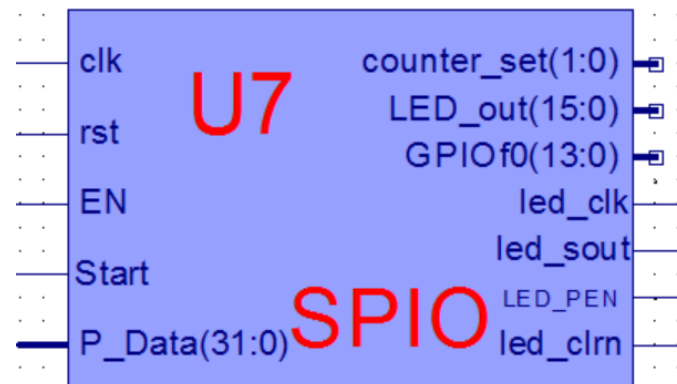 clk
rst
EN
Start
P_Data(31:0)
U7
SPIO
counter_set(1:0)
LED_out(15:0)
GPIOf0(13:0)
led_clk
led_sout
LED_PEN
led_clrn